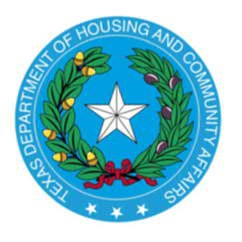 TEXAS DEPARTMENT OF HOUSING AND COMMUNITY AFFAIRS